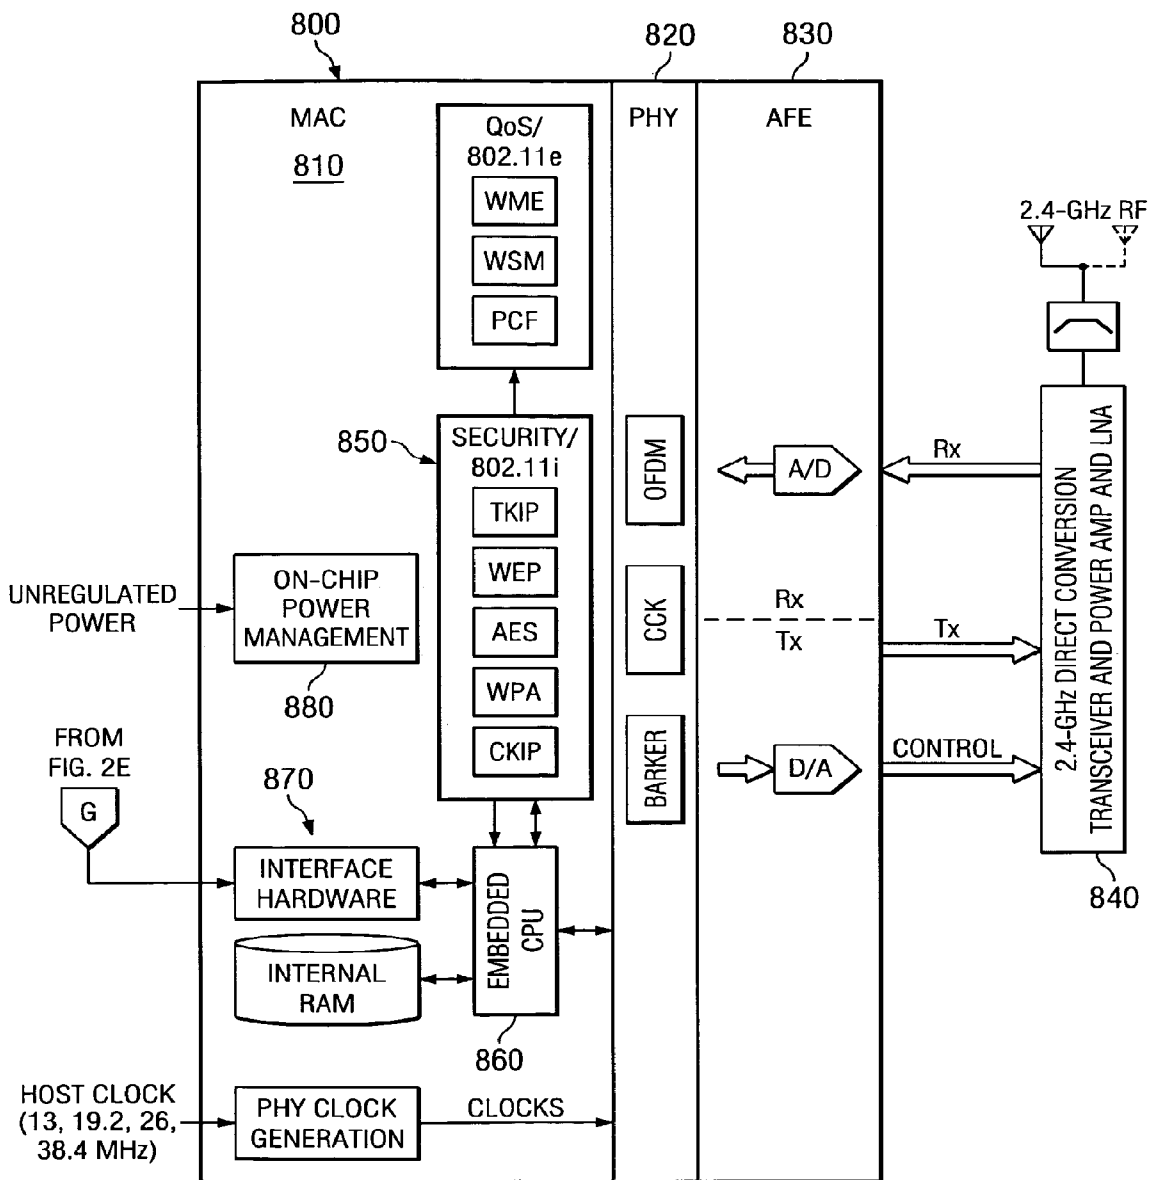 800
820
830
MAC
810
QoS/
802.11e
WME
WSM
PCF
PHY
AFE
2.4-GHz RF
850
SECURITY/
802.11i
TKIP
WEP
AES
WPA
CKIP
OFDM
CCK
BARKER
A/D
Rx
Rx
Tx
Tx
D/A
CONTROL
2.4-GHz DIRECT CONVERSION
TRANSCEIVER AND POWER AMP AND LNA
840
UNREGULATED
POWER
ON-CHIP
POWER
MANAGEMENT
880
FROM
FIG. 2E
G
870
INTERFACE
HARDWARE
INTERNAL
RAM
EMBEDDED
CPU
860
HOST CLOCK
(13, 19.2, 26,
38.4 MHz)
PHY CLOCK
GENERATION
CLOCKS